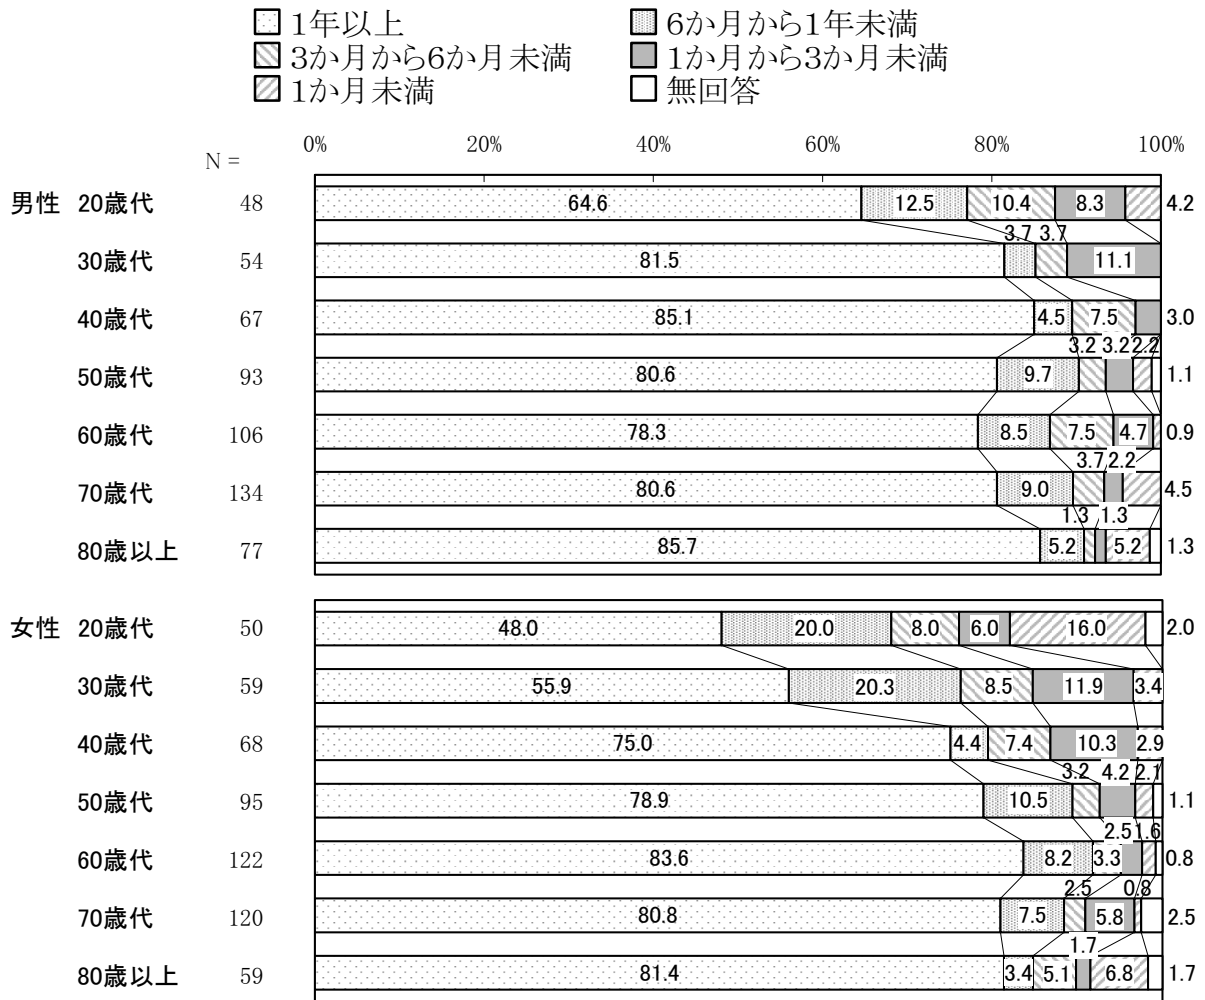 1年以上 6か月から1年未満
3か月から6か月未満 1か月から3か月未満
1か月未満 無回答
0% 20% 40% 60% 80% 100%
N =
男性 20歳代 48 64.6 12.5 10.4 8.3 4.2
3.7 3.7
30歳代 54 81.5 11.1
40歳代 67 85.1 4.5 7.5 3.0
3.2 3.2 2.2
50歳代 93 80.6 9.7 1.1
60歳代 106 78.3 8.5 7.5 4.7 0.9
3.7 2.2
70歳代 134 80.6 9.0 4.5
1.3 1.3
80歳以上 77 85.7 5.2 5.2 1.3
女性 20歳代 50 48.0 20.0 8.0 6.0 16.0 2.0
30歳代 59 55.9 20.3 8.5 11.9 3.4
40歳代 68 75.0 4.4 7.4 10.3 2.9
3.2 4.2 2.1
50歳代 95 78.9 10.5 1.1
2.5 1.6
60歳代 122 83.6 8.2 3.3 0.8
2.5 0.8
70歳代 120 80.8 7.5 5.8 2.5
1.7
80歳以上 59 81.4 3.4 5.1 6.8 1.7